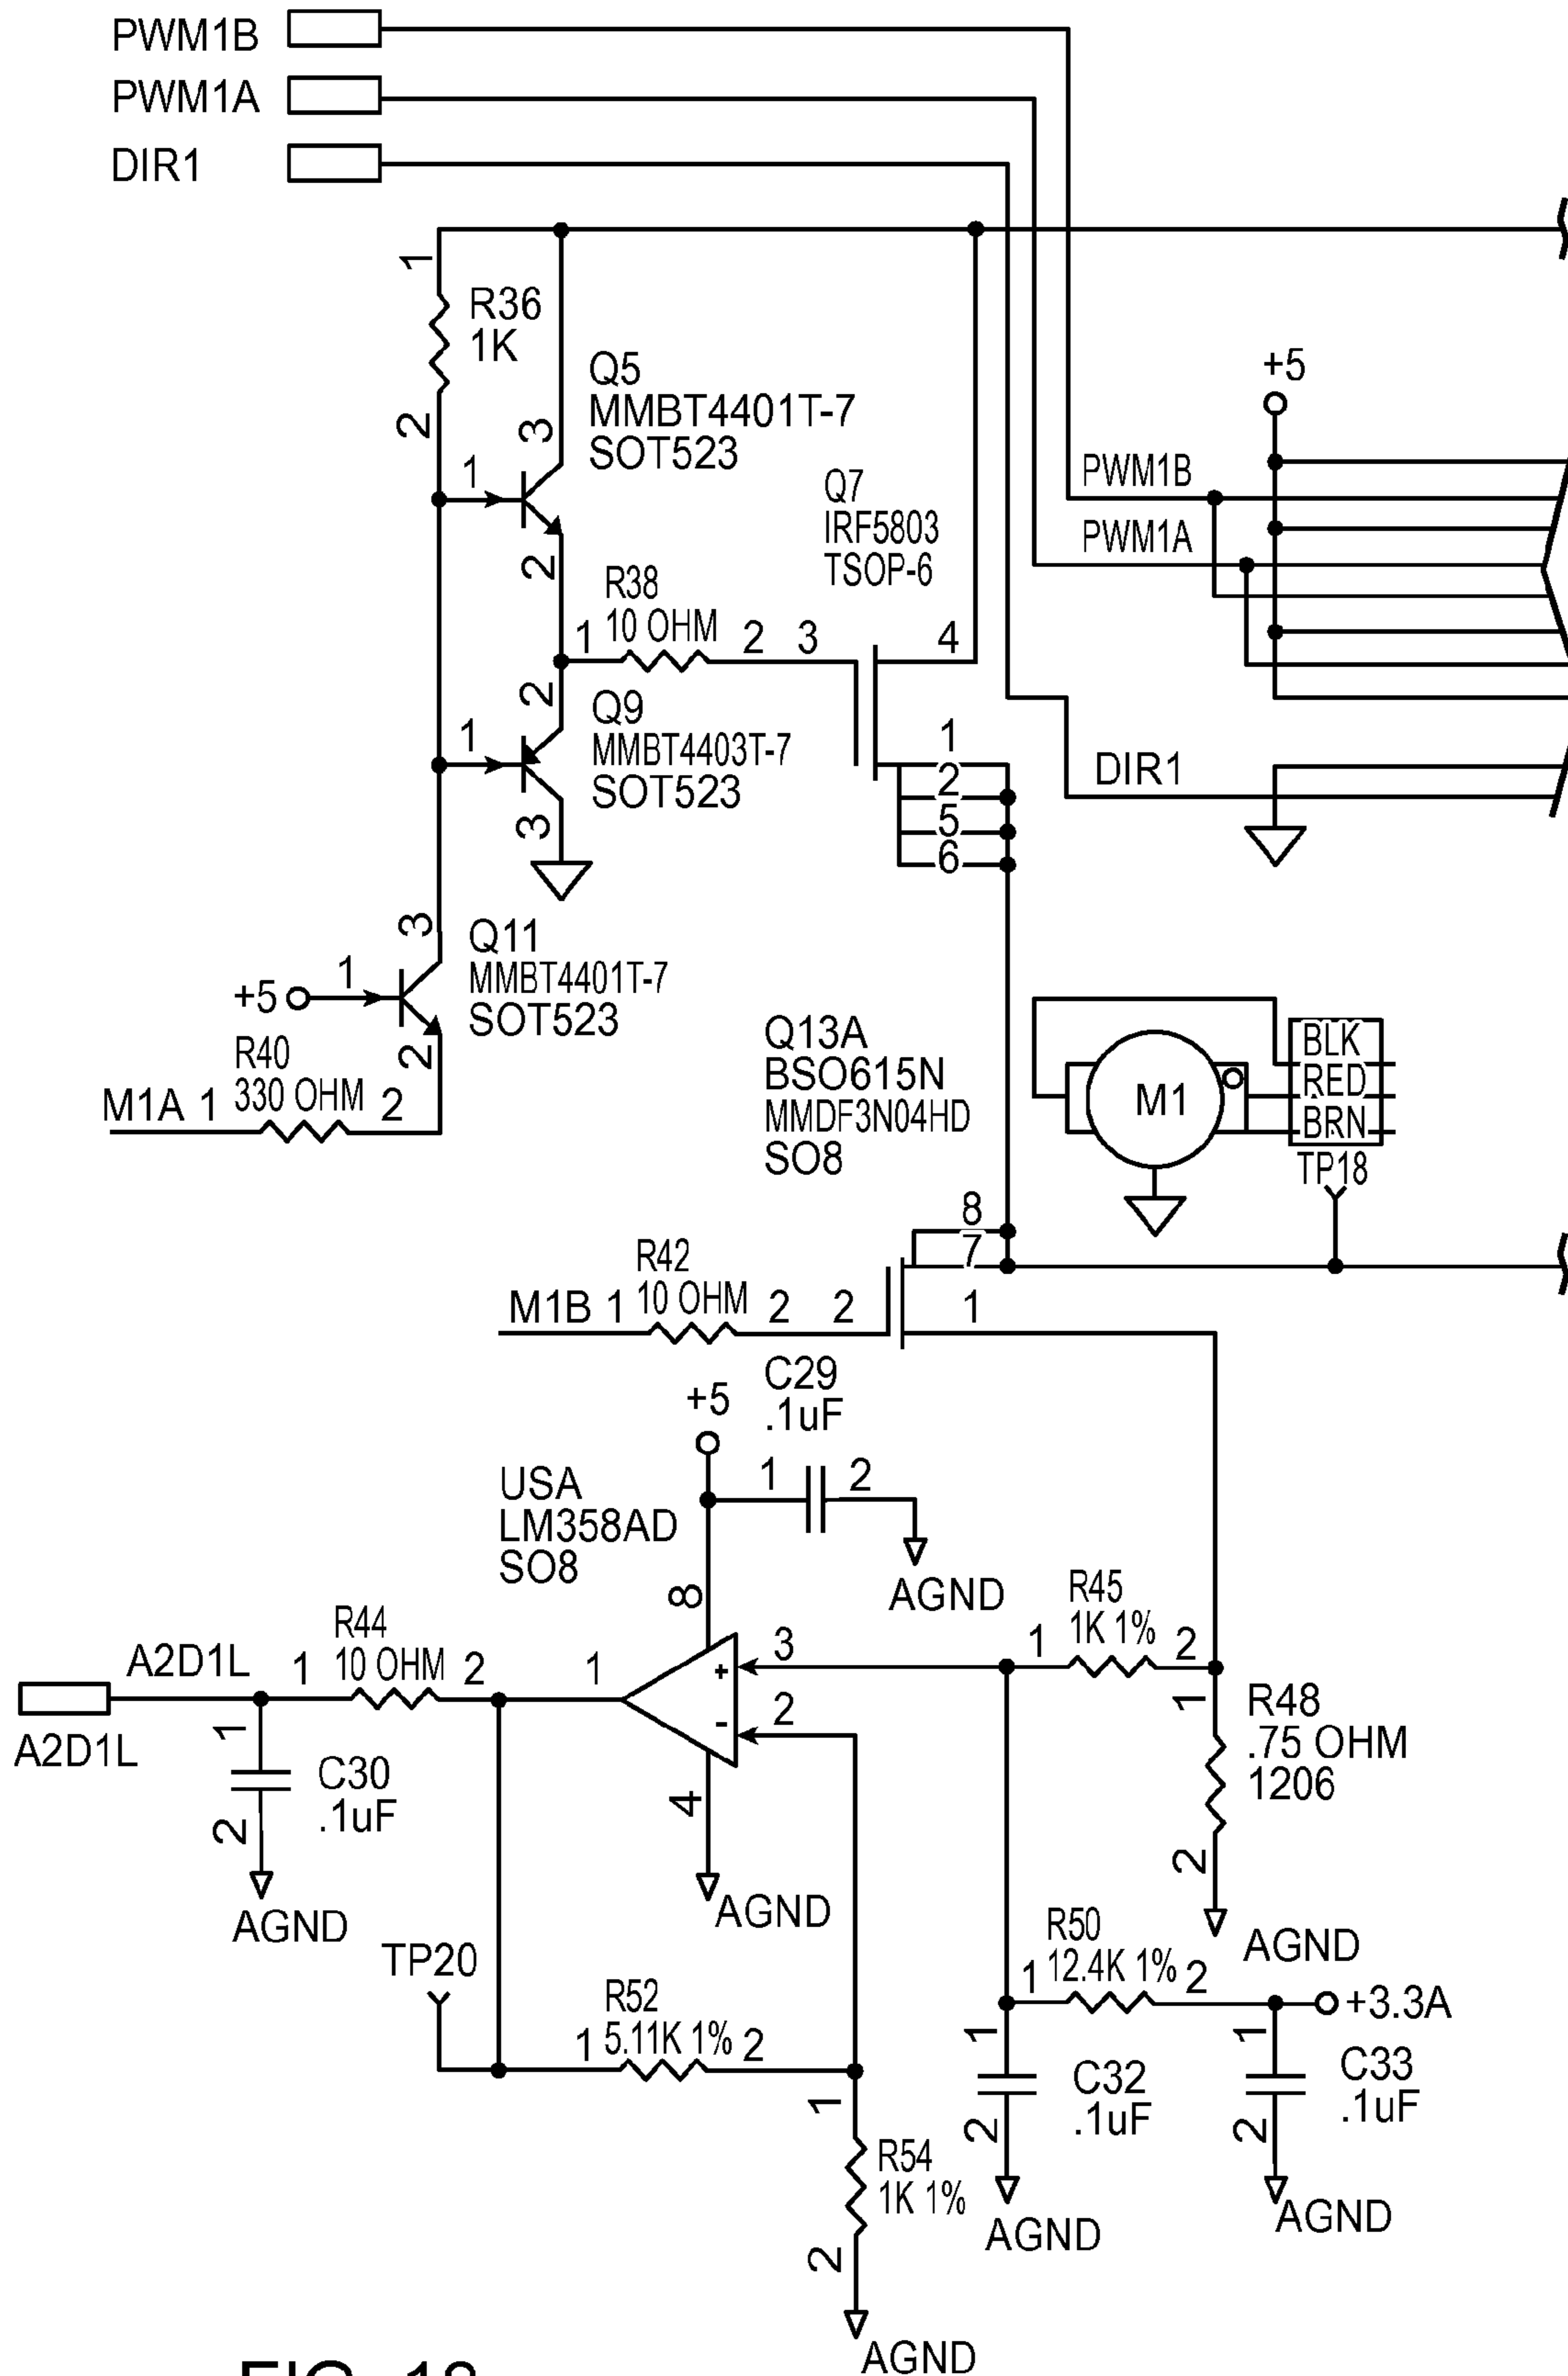 PWM1B
PWM1A
DIR1
1
R36
1K
2
Q5
MMBT4401T-7
SOT523
3
1
2
+5
PWM1B
PWM1A
Q7
IRF5803
TSOP-6
R38
1 10 OHM 2 3
4
2
Q9
MMBT4403T-7
SOT523
1
3
1
2
5
6
DIR1
3
Q11
MMBT4401T-7
SOT523
+5
1
2
R40
M1A 1 330 OHM 2
Q13A
BSO615N
MMDF3N04HD
SO8
M1
BLK
RED
BRN
TP18
8
7
R42
M1B 1 10 OHM 2 2
1
C29
.1uF
+5
1 2
USA
LM358AD
SO8
AGND
8
R45
1 1K 1% 2
3
R44
A2D1L 1 10 OHM 2 1
+
-
2
A2D1L
1
R48
.75 OHM
1206
1
C30
.1uF
2
4
2
AGND
AGND
AGND
TP20
R50
1 12.4K 1% 2
+3.3A
R52
1 5.11K 1% 2
1
C32
.1uF
2
1
C33
.1uF
2
1
R54
1K 1%
2
AGND
AGND
AGND